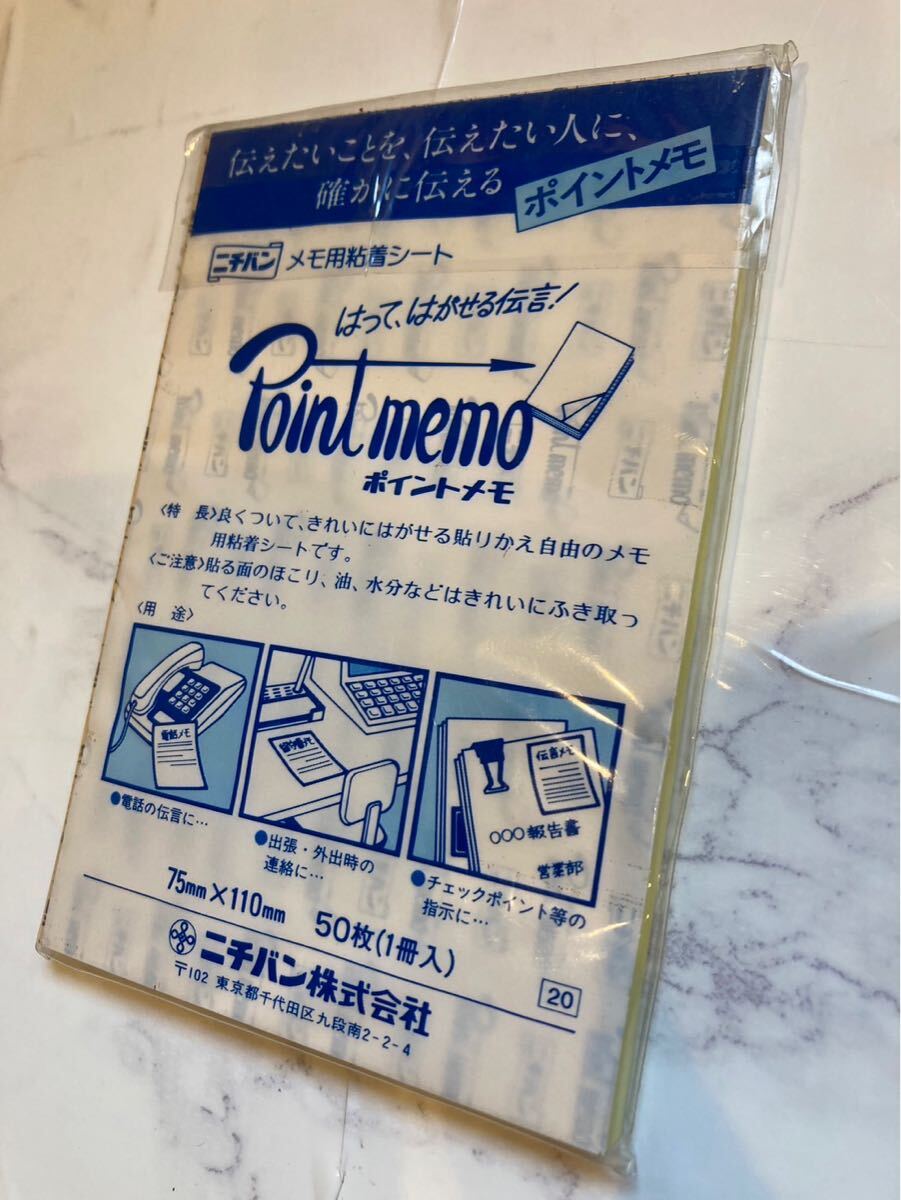 伝えたいことを、伝えたい人に、
確かに伝える
ポイントメモ
ニチバン メモ用粘着シート
はって、はがせる伝言!
Point memo
ポイントメモ
〈特 長〉良くついて、きれいにはがせる貼りかえ自由のメモ
用粘着シートです。
〈ご注意〉貼る面のほこり、油、水分などはきれいにふき取っ
てください。
〈用 途〉
電話メモ
留守番メモ
伝言メモ
○○○報告書
営業部
●電話の伝言に…
●出張・外出時の
連絡に…
●チェックポイント等の
指示に…
75mm×110mm 50枚(1冊入)
ニチバン株式会社
20
〒102 東京都千代田区九段南2-2-4